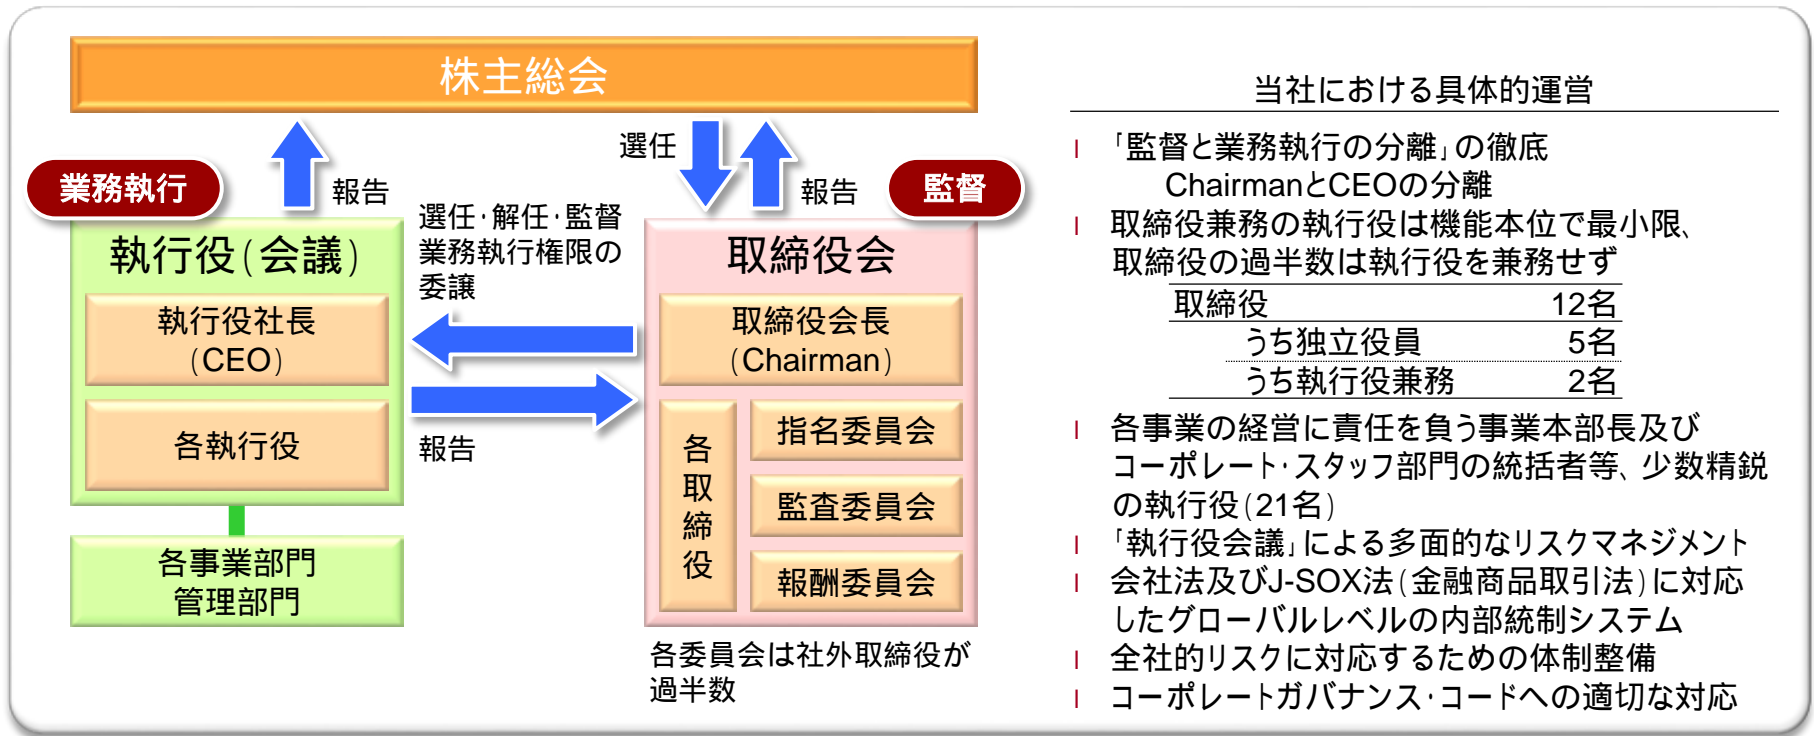 株主総会
選任
報告
業務執行
報告
監督
選任·解任·監督
業務執行権限の
委譲
執行役(会議)
執行役社長
(CEO)
各執行役
報告
各事業部門
管理部門
取締役会
取締役会長
(Chairman)
各取締役
指名委員会
監査委員会
報酬委員会
各委員会は社外取締役が
過半数
当社における具体的運営
「監督と業務執行の分離」の徹底
ChairmanとCEOの分離
取締役兼務の執行役は機能本位で最小限、
取締役の過半数は執行役を兼務せず
取締役 12名
うち独立役員 5名
うち執行役兼務 2名
各事業の経営に責任を負う事業本部長及び
コーポレート·スタッフ部門の統括者等、少数精鋭
の執行役(21名)
「執行役会議」による多面的なリスクマネジメント
会社法及びJ-SOX法(金融商品取引法)に対応
したグローバルレベルの内部統制システム
全社的リスクに対応するための体制整備
コーポレートガバナンス·コードへの適切な対応